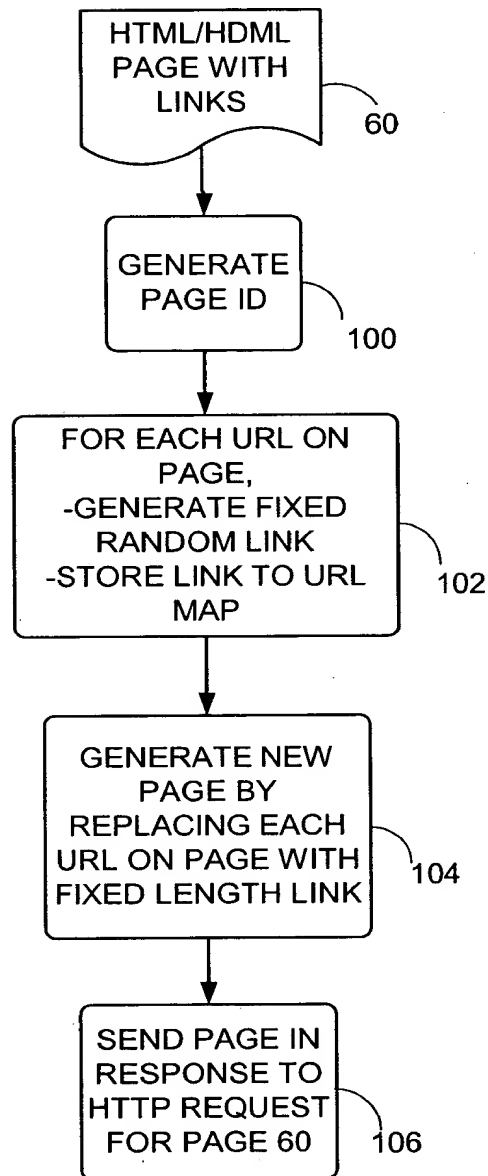 HTML/HDML
PAGE WITH
LINKS
60
GENERATE
PAGE ID
100
FOR EACH URL ON
PAGE,
-GENERATE FIXED
RANDOM LINK
-STORE LINK TO URL
MAP
102
GENERATE NEW
PAGE BY
REPLACING EACH
URL ON PAGE WITH
FIXED LENGTH LINK
104
SEND PAGE IN
RESPONSE TO
HTTP REQUEST
FOR PAGE 60
106